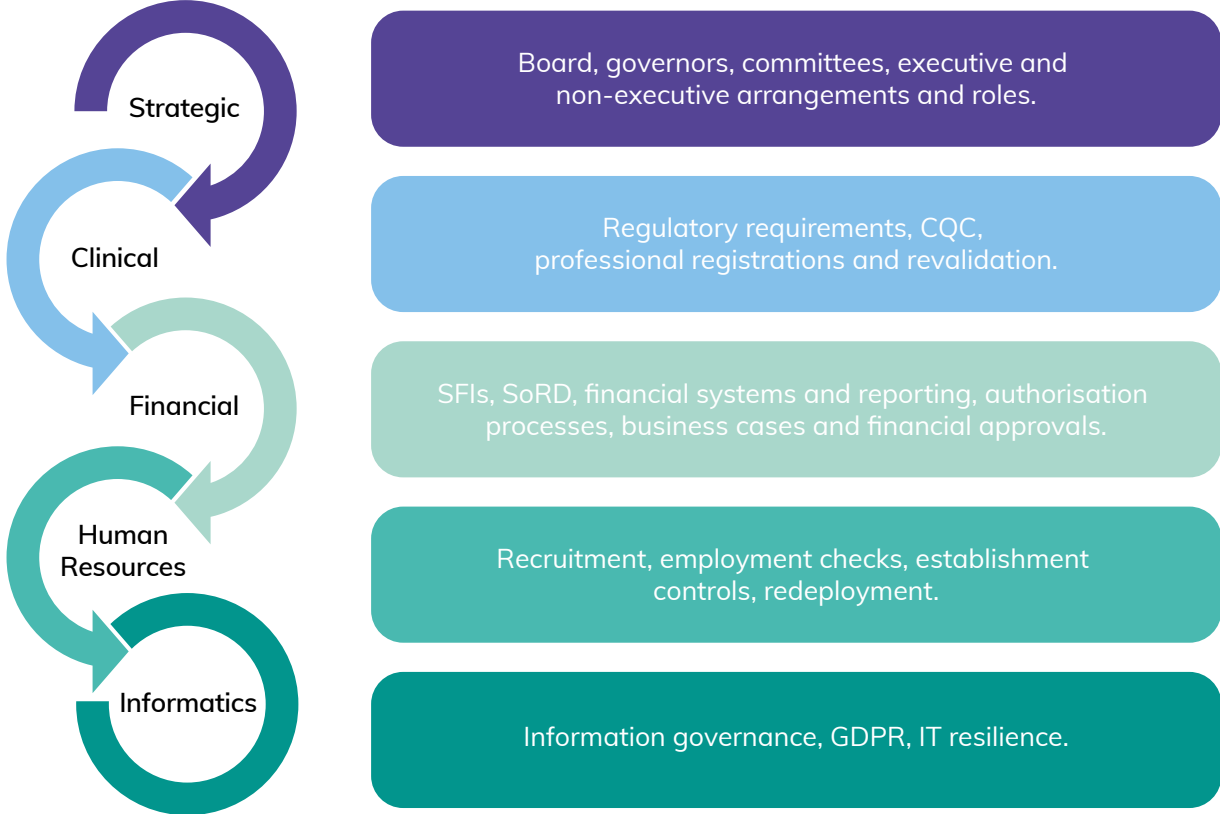 Strategic
Board, governors, committees, executive and
non-executive arrangements and roles.
Clinical
Regulatory requirements, CQC,
professional registrations and revalidation.
Financial
SFIs, SoRD, financial systems and reporting, authorisation
processes, business cases and financial approvals.
Human
Resources
Recruitment, employment checks, establishment
controls, redeployment.
Informatics
Information governance, GDPR, IT resilience.